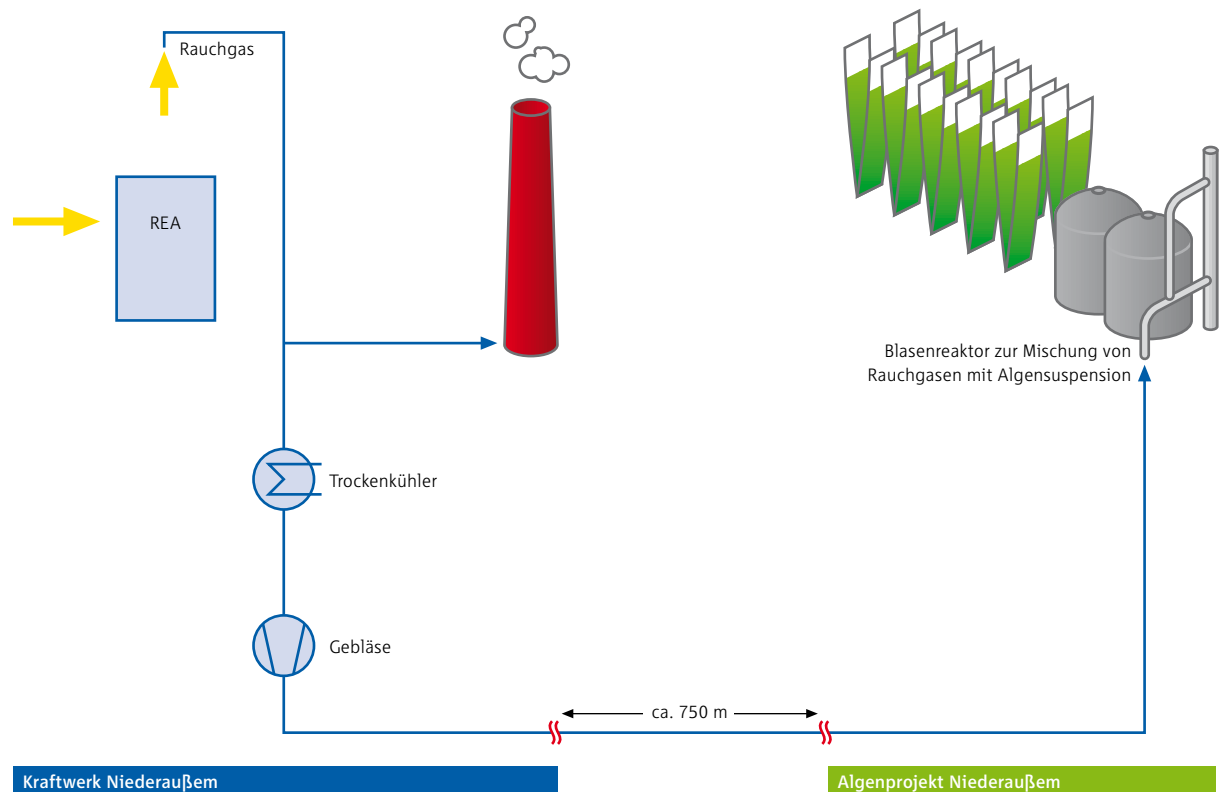 Rauchgas
REA
Blasenreaktor zur Mischung von
Rauchgasen mit Algensuspension
Trockenkühler
Gebläse
ca. 750 m
Kraftwerk Niederaußem
Algenprojekt Niederaußem